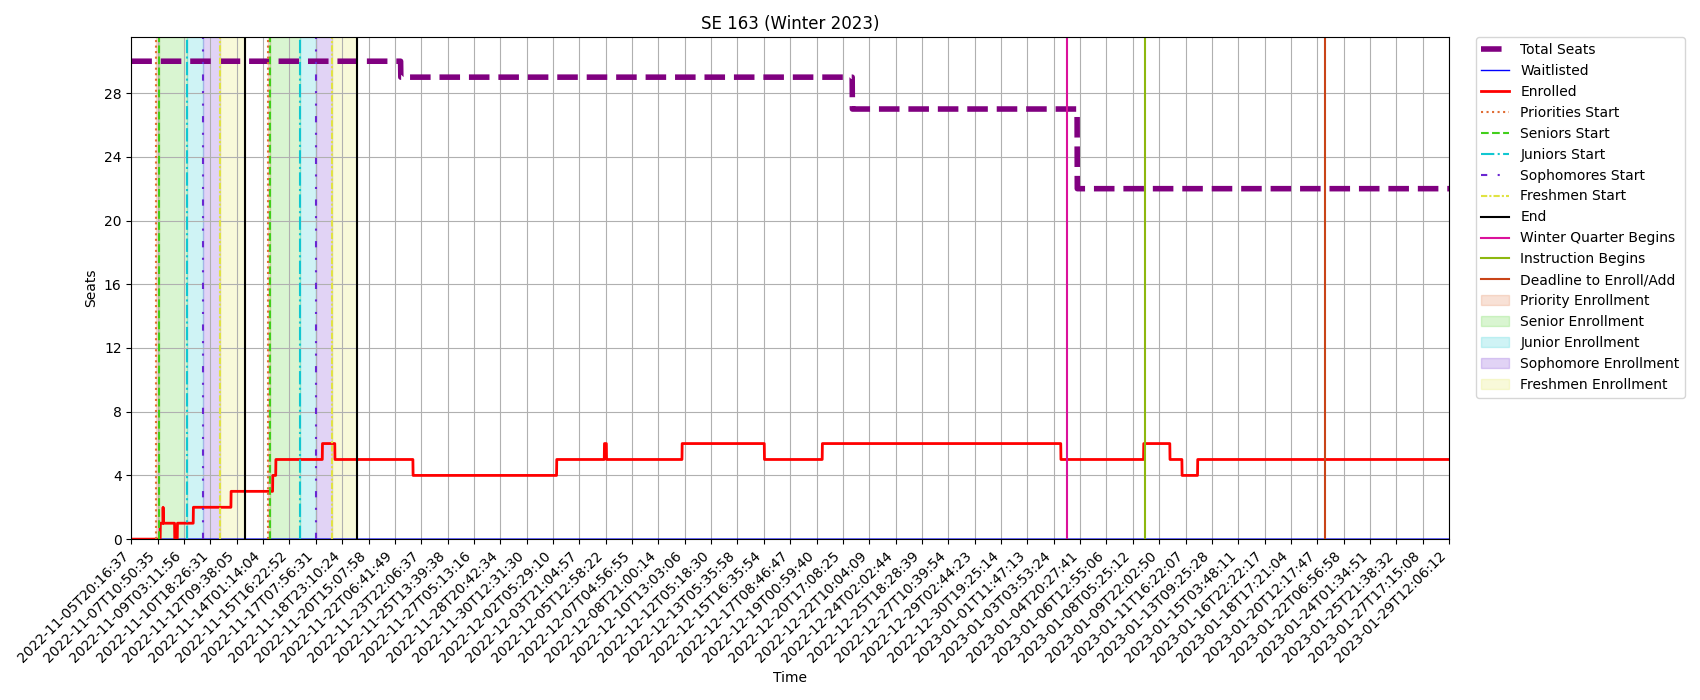 SE 163 (Winter 2023)
Seats
28
24
20
16
12
8
4
0
2022-11-05T20:16:37
2022-11-07T10:50:35
2022-11-09T03:11:56
2022-11-10T18:26:31
2022-11-12T09:38:05
2022-11-14T01:14:04
2022-11-15T16:22:52
2022-11-17T07:56:31
2022-11-18T23:10:24
2022-11-20T15:07:58
2022-11-22T06:41:49
2022-11-23T22:06:37
2022-11-25T13:39:38
2022-11-27T05:13:16
2022-11-28T20:42:34
2022-11-30T12:31:30
2022-12-02T05:29:10
2022-12-03T21:04:57
2022-12-05T12:58:22
2022-12-07T04:56:55
2022-12-08T21:00:14
2022-12-10T13:03:06
2022-12-12T05:18:30
2022-12-13T05:35:58
2022-12-15T16:35:54
2022-12-17T08:46:47
2022-12-19T00:59:40
2022-12-20T17:08:25
2022-12-22T10:04:09
2022-12-24T02:02:44
2022-12-25T18:28:39
2022-12-27T10:39:54
2022-12-29T02:44:23
2022-12-30T19:25:14
2023-01-01T11:47:13
2023-01-03T03:53:24
2023-01-04T20:27:41
2023-01-06T12:55:06
2023-01-08T05:25:12
2023-01-09T22:02:50
2023-01-11T16:22:07
2023-01-13T09:25:28
2023-01-15T03:48:11
2023-01-16T22:22:17
2023-01-18T17:21:04
2023-01-20T12:17:47
2023-01-22T06:56:58
2023-01-24T01:34:51
2023-01-25T21:38:32
2023-01-27T17:15:08
2023-01-29T12:06:12
Time
Total Seats
Waitlisted
Enrolled
Priorities Start
Seniors Start
Juniors Start
Sophomores Start
Freshmen Start
End
Winter Quarter Begins
Instruction Begins
Deadline to Enroll/Add
Priority Enrollment
Senior Enrollment
Junior Enrollment
Sophomore Enrollment
Freshmen Enrollment